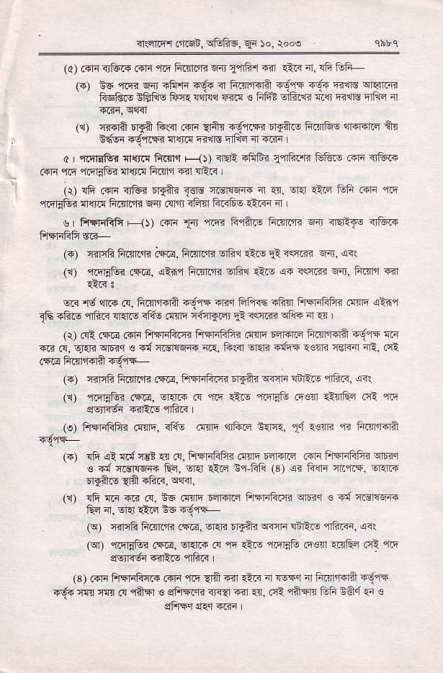 বাংলাদেশ গেজেট, অতিরিক্ত, জুন ১০, ২০০৩ ৭৯৮৭
(৫) কোন ব্যক্তিকে কোন পদে নিয়োগের জন্য সুপারিশ করা হইবে না, যদি তিনি—
(ক) উক্ত পদের জন্য কমিশন কর্তৃক বা নিয়োগকারী কর্তৃপক্ষ কর্তৃক দরখাস্ত আহ্বানের
বিজ্ঞপ্তিতে উল্লিখিত ফিসহ যথাযথ ফরমে ও নির্দিষ্ট তারিখের মধ্যে দরখাস্ত দাখিল না
করেন, অথবা
(খ) সরকারী চাকুরী কিংবা কোন স্থানীয় কর্তৃপক্ষের চাকুরীতে নিয়োজিত থাকাকালে স্বীয়
উর্দ্ধতন কর্তৃপক্ষের মাধ্যমে দরখাস্ত দাখিল না করেন।
৫। পদোন্নতির মাধ্যমে নিয়োগ।—(১) বাছাই কমিটির সুপারিশের ভিত্তিতে কোন ব্যক্তিকে
কোন পদে পদোন্নতির মাধ্যমে নিয়োগ করা যাইবে।
(২) যদি কোন ব্যক্তির চাকুরীর বৃত্তান্ত সন্তোষজনক না হয়, তাহা হইলে তিনি কোন পদে
পদোন্নতির মাধ্যমে নিয়োগের জন্য যোগ্য বলিয়া বিবেচিত হইবেন না।
৬। শিক্ষানবিসি।—(১) কোন শূন্য পদের বিপরীতে নিয়োগের জন্য বাছাইকৃত ব্যক্তিকে
শিক্ষানবিসি স্তরে—
(ক) সরাসরি নিয়োগের ক্ষেত্রে, নিয়োগের তারিখ হইতে দুই বৎসরের জন্য, এবং
(খ) পদোন্নতির ক্ষেত্রে, এইরূপ নিয়োগের তারিখ হইতে এক বৎসরের জন্য, নিয়োগ করা
হইবে ঃ
তবে শর্ত থাকে যে, নিয়োগকারী কর্তৃপক্ষ কারণ লিপিবদ্ধ করিয়া শিক্ষানবিসির মেয়াদ এইরূপ
বৃদ্ধি করিতে পারিবে যাহাতে বর্ধিত মেয়াদ সর্বসাকুল্যে দুই বৎসরের অধিক না হয়।
(২) যেই ক্ষেত্রে কোন শিক্ষানবিসের শিক্ষানবিসির মেয়াদ চলাকালে নিয়োগকারী কর্তৃপক্ষ মনে
করে যে, তাহার আচরণ ও কর্ম সন্তোষজনক নহে, কিংবা তাহার কর্মদক্ষ হওয়ার সম্ভাবনা নাই, সেই
ক্ষেত্রে নিয়োগকারী কর্তৃপক্ষ—
(ক) সরাসরি নিয়োগের ক্ষেত্রে, শিক্ষানবিসের চাকুরীর অবসান ঘটাইতে পারিবে, এবং
(খ) পদোন্নতির ক্ষেত্রে, তাহাকে যে পদে হইতে পদোন্নতি দেওয়া হইয়াছিল সেই পদে
প্রত্যাবর্তন করাইতে পারিবে।
(৩) শিক্ষানবিসির মেয়াদ, বর্ধিত মেয়াদ থাকিলে উহাসহ, পূর্ণ হওয়ার পর নিয়োগকারী
কর্তৃপক্ষ—
(ক) যদি এই মর্মে সন্তুষ্ট হয় যে, শিক্ষানবিসির মেয়াদ চলাকালে কোন শিক্ষানবিসির আচরণ
ও কর্ম সন্তোষজনক ছিল, তাহা হইলে উপ-বিধি (৪) এর বিধান সাপেক্ষে, তাহাকে
চাকুরীতে স্থায়ী করিবে, অথবা,
(খ) যদি মনে করে যে, উক্ত মেয়াদ চলাকালে শিক্ষানবিসের আচরণ ও কর্ম সন্তোষজনক
ছিল না, তাহা হইলে উক্ত কর্তৃপক্ষ—
(অ) সরাসরি নিয়োগের ক্ষেত্রে, তাহার চাকুরীর অবসান ঘটাইতে পারিবেন, এবং
(আ) পদোন্নতির ক্ষেত্রে, তাহাকে যে পদ হইতে পদোন্নতি দেওয়া হয়েছিল সেই পদে
প্রত্যাবর্তন করাইতে পারিবে।
(৪) কোন শিক্ষানবিসকে কোন পদে স্থায়ী করা হইবে না যতক্ষণ না নিয়োগকারী কর্তৃপক্ষ
কর্তৃক সময় সময় যে পরীক্ষা ও প্রশিক্ষণের ব্যবস্থা করা হয়, সেই পরীক্ষায় তিনি উত্তীর্ণ হন ও
প্রশিক্ষণ গ্রহণ করেন।